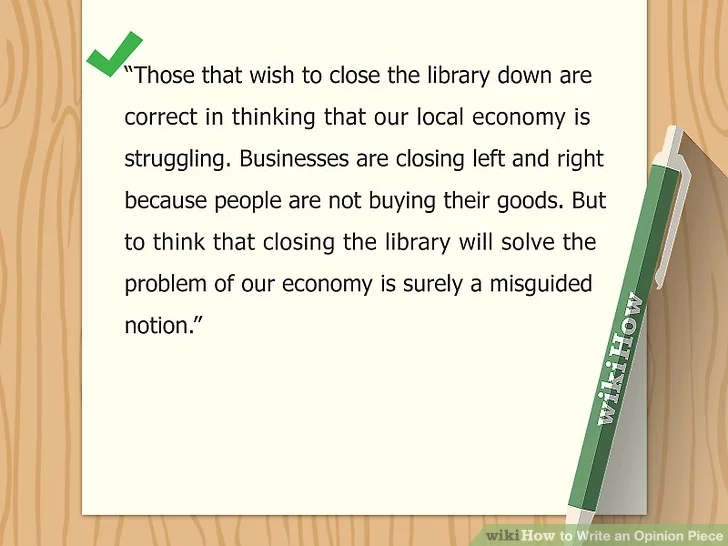 “Those that wish to close the library down are
correct in thinking that our local economy is
struggling. Businesses are closing left and right
because people are not buying their goods. But
to think that closing the library will solve the
problem of our economy is surely a misguided
notion.”
wikiHow
wikiHow to Write an Opinion Piece